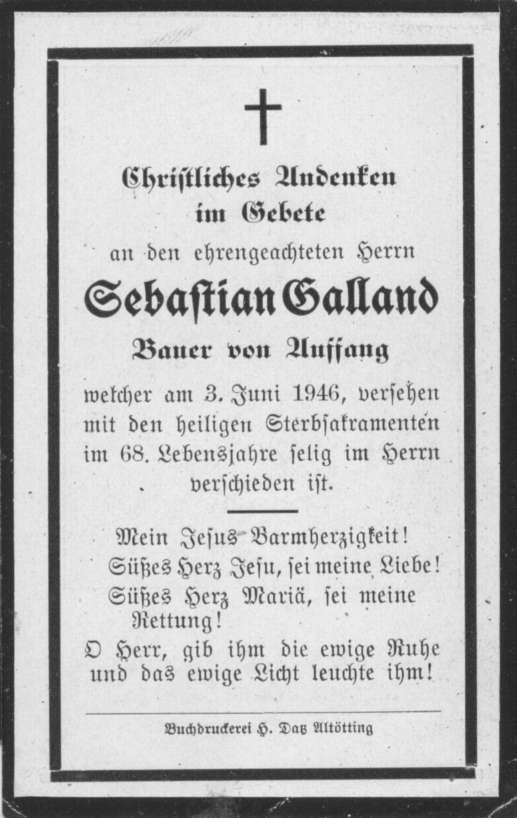 Christliches Andenken
im Gebete
an den ehrengeachteten Herrn
Sebastian Galland
Bauer von Auffang
welcher am 3. Juni 1946, versehen
mit den heiligen Sterbsakramenten
im 68. Lebensjahre selig im Herrn
verschieden ist.
Mein Jesus Barmherzigkeit!
Süßes Herz Jesu, sei meine Liebe!
Süßes Herz Mariä, sei meine
Rettung!
O Herr, gib ihm die ewige Ruhe
und das ewige Licht leuchte ihm!
Buchdruckerei H. Datz Altötting